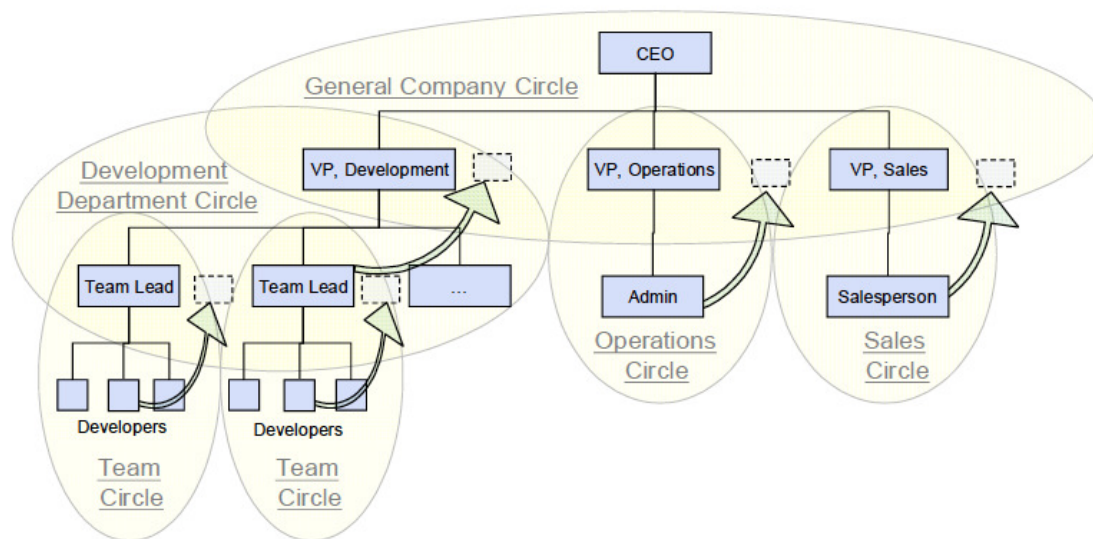 CEO
General Company Circle
Development
Department Circle
VP, Development
VP, Operations
VP, Sales
Team Lead
Team Lead
...
Admin
Salesperson
Operations
Circle
Sales
Circle
Developers
Developers
Team
Circle
Team
Circle